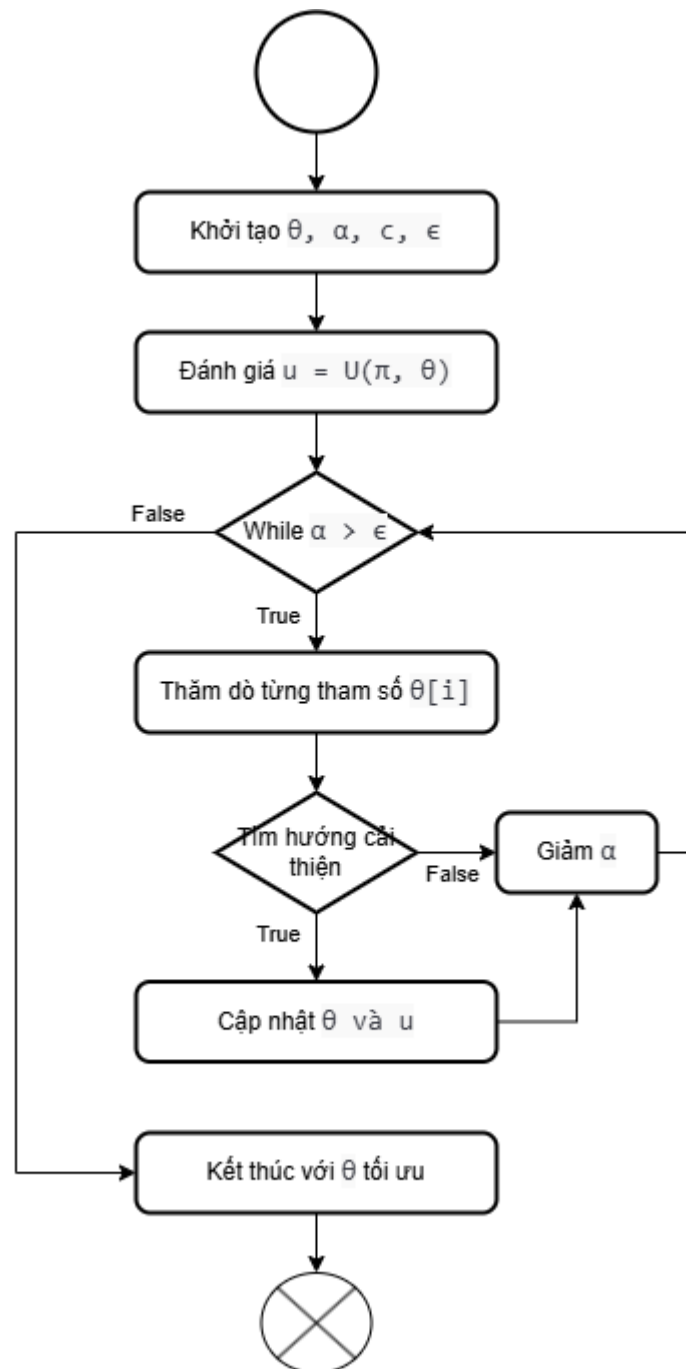 Khởi tạo θ, α, c, ϵ
Đánh giá u = U(π, θ)
False
While α > ϵ
True
Thăm dò từng tham số θ[i]
Tìm hướng cải
thiện
False
Giảm α
True
Cập nhật θ và u
Kết thúc với θ tối ưu